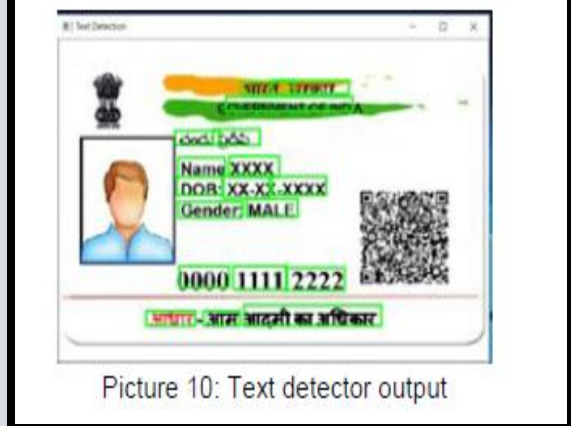 Text Detection
भारत सरकार
GOVERNMENT OF INDIA
Name XXXX
DOB: XX-XX-XXXX
Gender: MALE
0000 1111 2222
आधार - आम आदमी का अधिकार
Picture 10: Text detector output